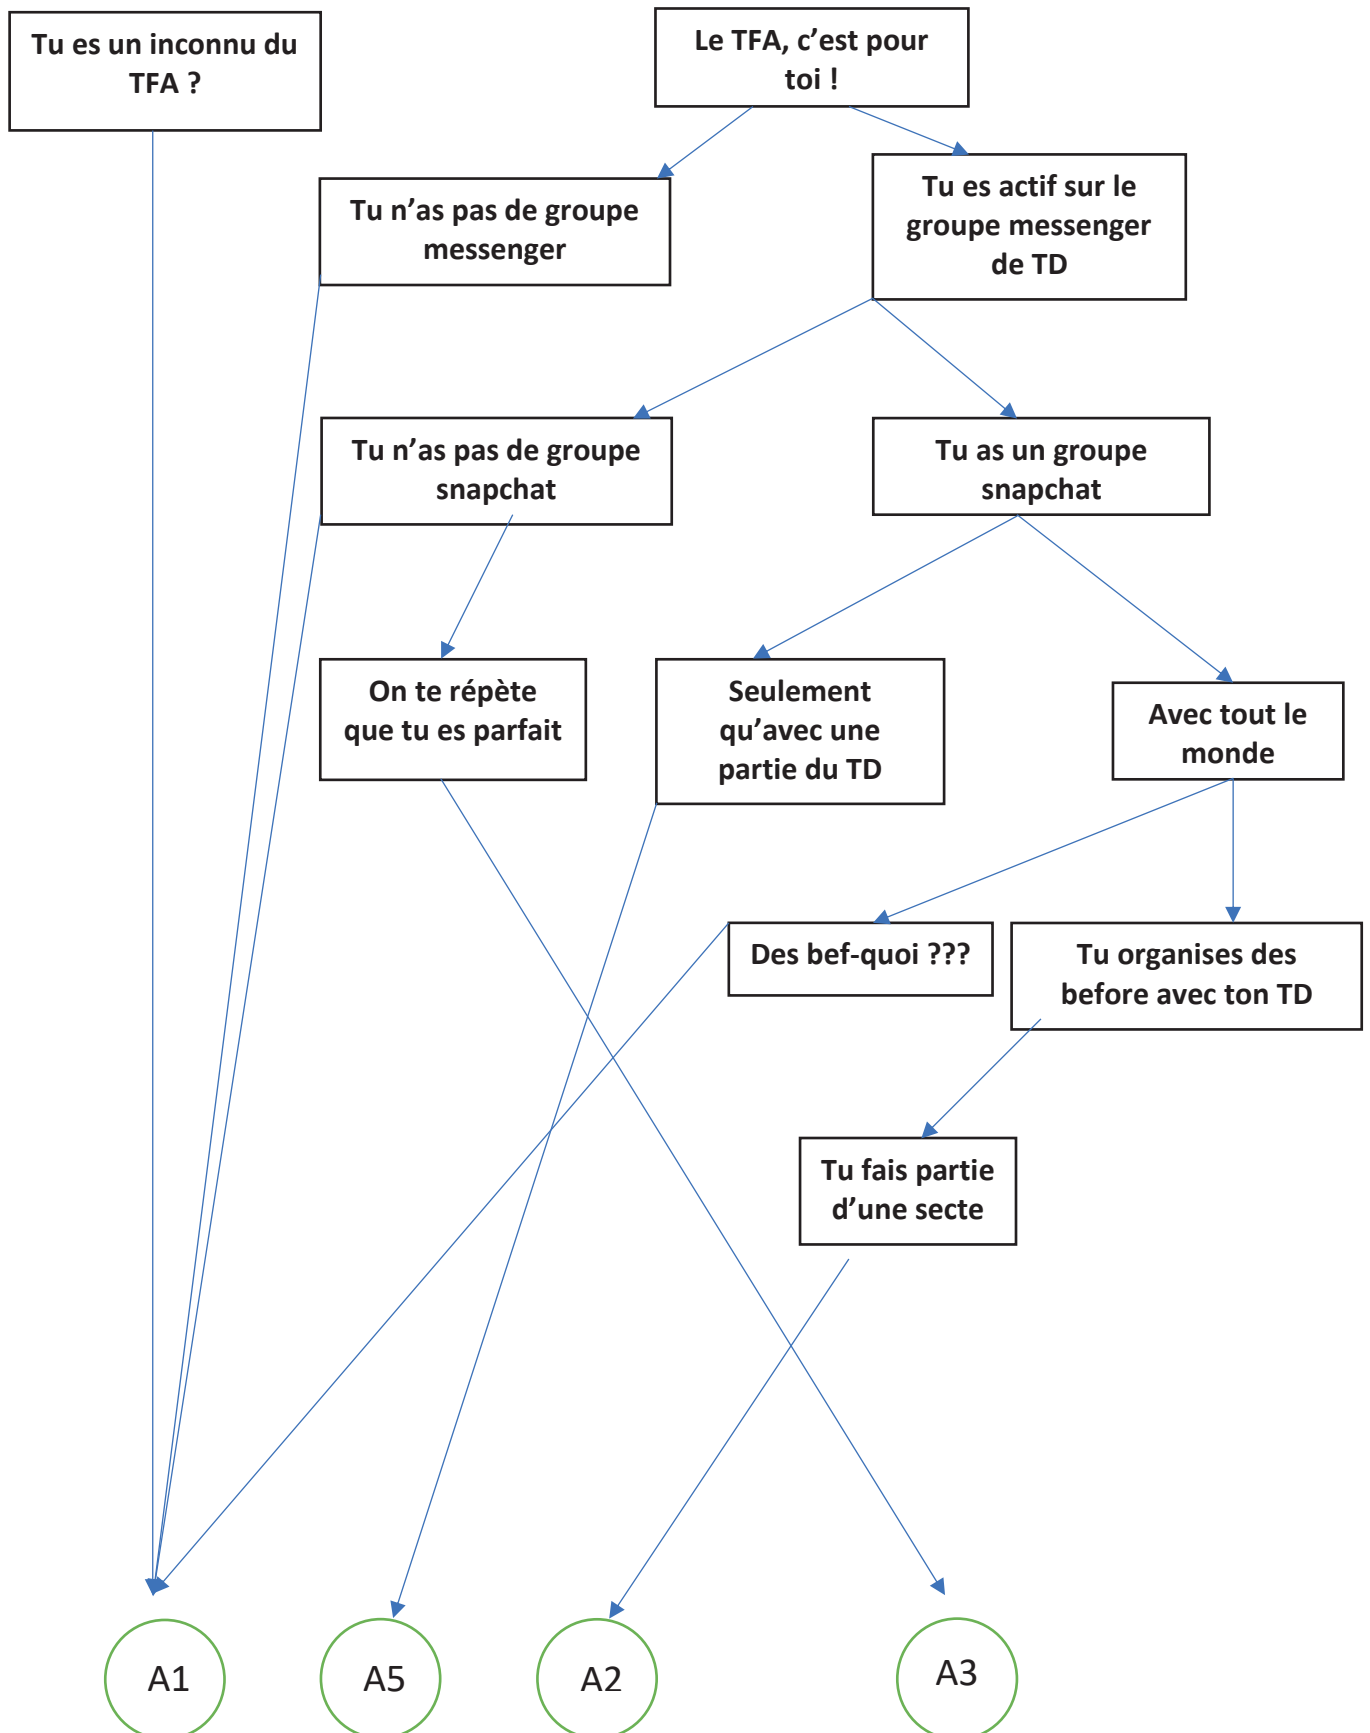 Tu es un inconnu du
TFA ?
Le TFA, c’est pour
toi !
Tu n’as pas de groupe
messenger
Tu es actif sur le
groupe messenger
de TD
Tu n’as pas de groupe
snapchat
Tu as un groupe
snapchat
On te répète
que tu es parfait
Seulement
qu’avec une
partie du TD
Avec tout le
monde
Des bef-quoi ???
Tu organises des
before avec ton TD
Tu fais partie
d’une secte
A1
A5
A2
A3